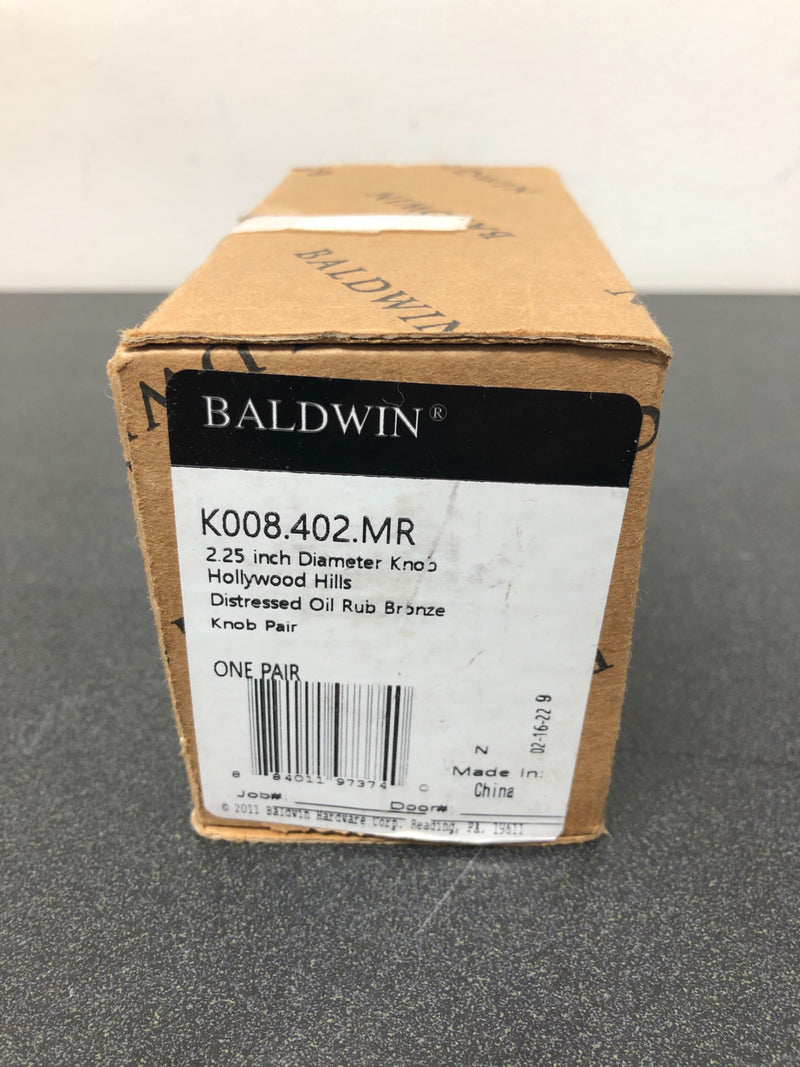 BALDWIN
BALDWIN
BALDWIN
BALDWIN®
K008.402.MR
2.25 inch Diameter Knob
Hollywood Hills
Distressed Oil Rub Bronze
Knob Pair
ONE PAIR
8 84011 97374 0
N
02-16-22 9
Made In:
China
Job#: Door#:
© 2011 Baldwin Hardware Corp. Reading, PA. 19611